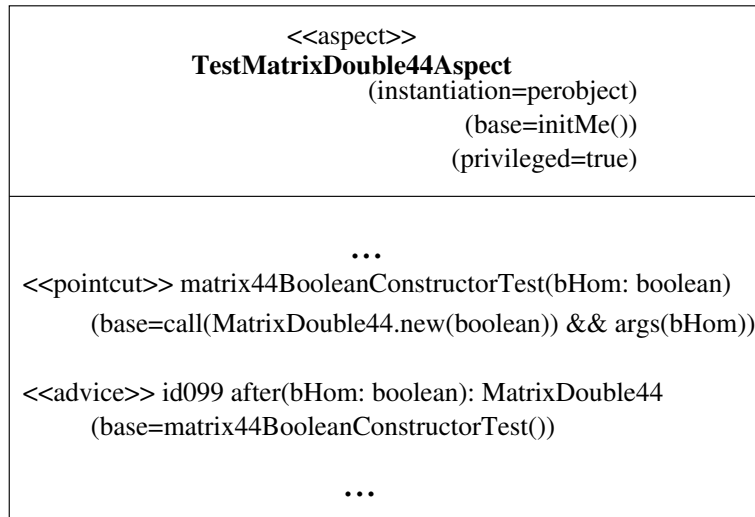 <<aspect>>
TestMatrixDouble44Aspect
(instantiation=perobject)
(base=initMe())
(privileged=true)
...
<<pointcut>> matrix44BooleanConstructorTest(bHom: boolean)
(base=call(MatrixDouble44.new(boolean)) && args(bHom))
<<advice>> id099 after(bHom: boolean): MatrixDouble44
(base=matrix44BooleanConstructorTest())
...